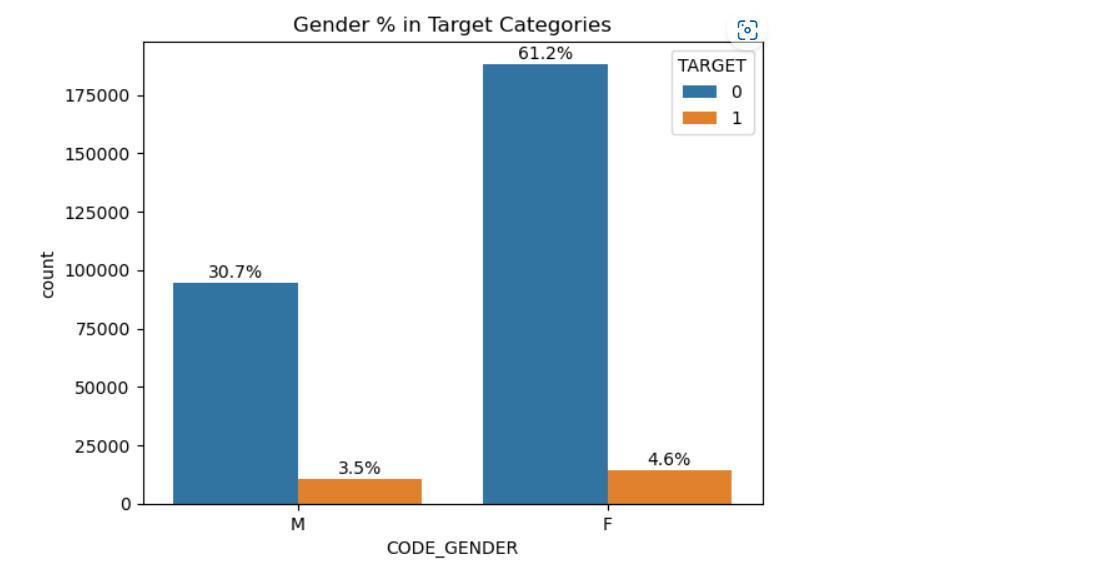 Gender % in Target Categories
61.2%
TARGET
0
1
175000
150000
125000
100000
75000
50000
25000
0
count
30.7%
3.5%
4.6%
M
F
CODE_GENDER